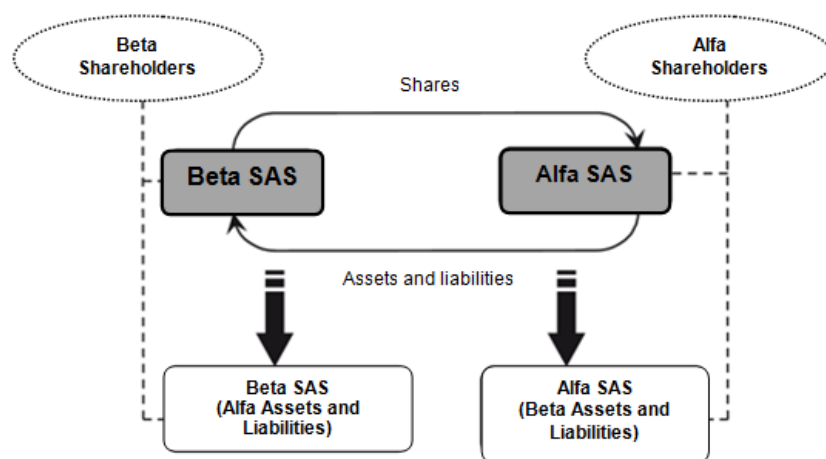 Beta
Shareholders
Alfa
Shareholders
Shares
Beta SAS
Alfa SAS
Assets and liabilities
Beta SAS
(Alfa Assets and
Liabilities)
Alfa SAS
(Beta Assets and
Liabilities)